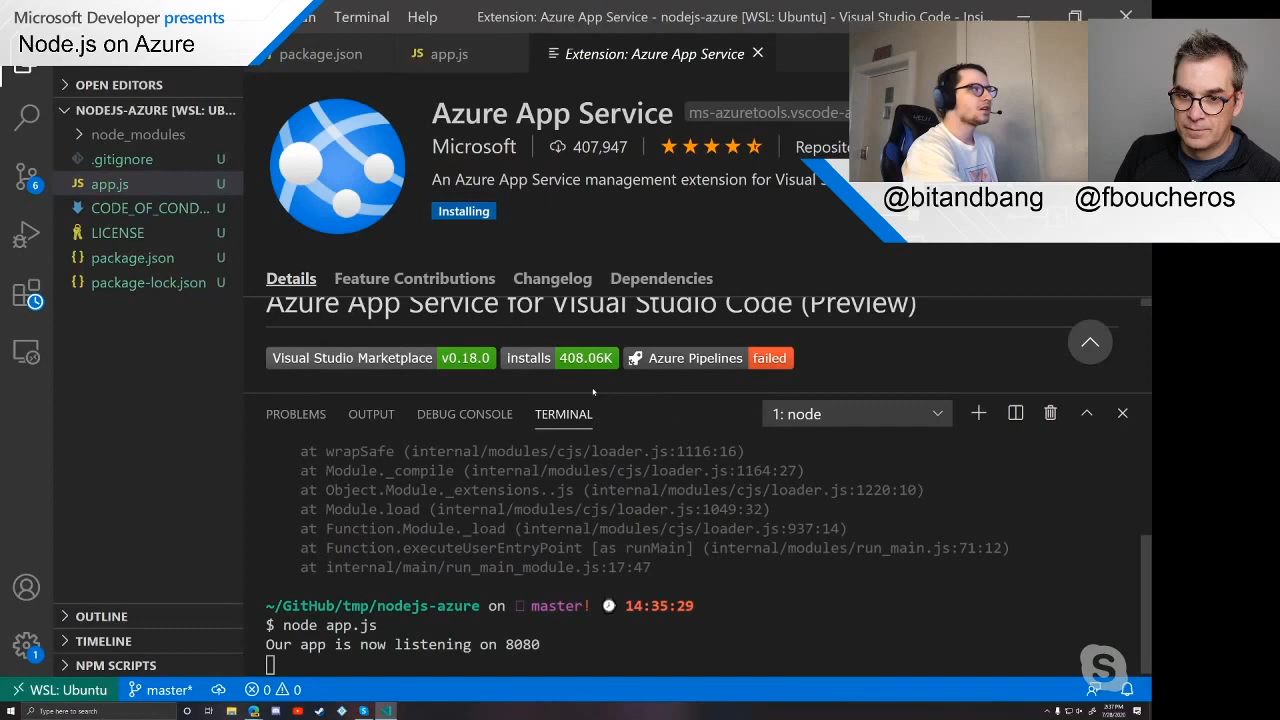 Microsoft Developer presents
Node.js on Azure
Terminal Help Extension: Azure App Service - nodejs-azure [WSL: Ubuntu] - Visual Studio Code - Insi...
package.json
JS app.js
Extension: Azure App Service
OPEN EDITORS
NODEJS-AZURE [WSL: UB...
node_modules
.gitignore U
JS app.js U
CODE_OF_COND... U
LICENSE U
{} package.json U
{} package-lock.json U
6
1
OUTLINE
TIMELINE
NPM SCRIPTS
Azure App Service ms-azuretools.vscode-a
Microsoft 407,947 Reposit
An Azure App Service management extension for Visual S
Installing
@bitandbang @fboucheros
Details Feature Contributions Changelog Dependencies
Azure App Service for Visual Studio Code (Preview)
Visual Studio Marketplace v0.18.0 installs 408.06K Azure Pipelines failed
PROBLEMS OUTPUT DEBUG CONSOLE TERMINAL 1: node
at wrapSafe (internal/modules/cjs/loader.js:1116:16)
at Module._compile (internal/modules/cjs/loader.js:1164:27)
at Object.Module._extensions..js (internal/modules/cjs/loader.js:1220:10)
at Module.load (internal/modules/cjs/loader.js:1049:32)
at Function.Module._load (internal/modules/cjs/loader.js:937:14)
at Function.executeUserEntryPoint [as runMain] (internal/modules/run_main.js:71:12)
at internal/main/run_main_module.js:17:47
~/GitHub/tmp/nodejs-azure on master! 14:35:29
$ node app.js
Our app is now listening on 8080
S
WSL: Ubuntu master* 0 0
Type here to search
2:37 PM
7/28/2020